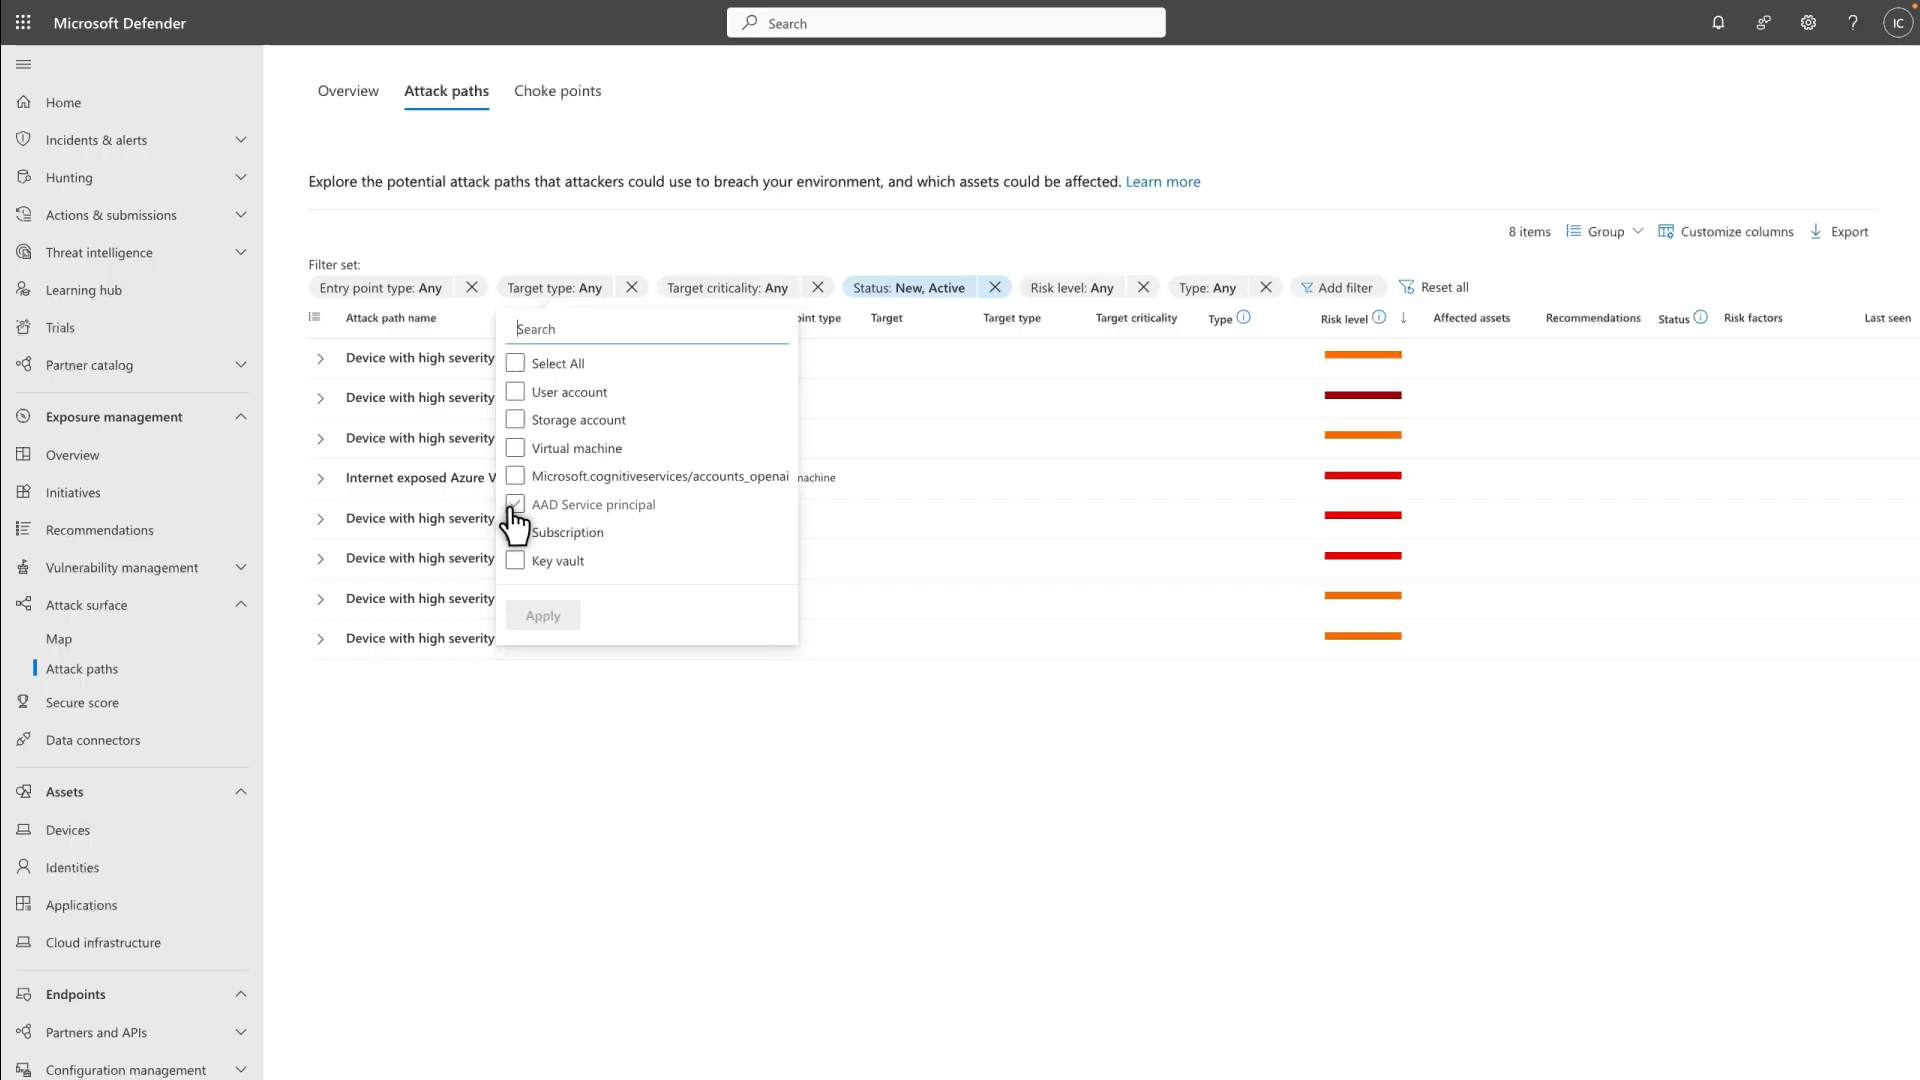 Microsoft Defender
Search
IC
Home
Incidents & alerts
Hunting
Actions & submissions
Threat intelligence
Learning hub
Trials
Partner catalog
Exposure management
Overview
Initiatives
Recommendations
Vulnerability management
Attack surface
Map
Attack paths
Secure score
Data connectors
Assets
Devices
Identities
Applications
Cloud infrastructure
Endpoints
Partners and APIs
Configuration management
Overview Attack paths Choke points
Explore the potential attack paths that attackers could use to breach your environment, and which assets could be affected. Learn more
8 items Group Customize columns Export
Filter set:
Entry point type: Any Target type: Any Target criticality: Any Status: New, Active Risk level: Any Type: Any Add filter Reset all
Attack path name point type Target Target type Target criticality Type Risk level Affected assets Recommendations Status Risk factors Last seen
Device with high severity
Device with high severity
Device with high severity
Internet exposed Azure V machine
Device with high severity
Device with high severity
Device with high severity
Device with high severity
Search
Select All
User account
Storage account
Virtual machine
Microsoft.cognitiveservices/accounts_openai
AAD Service principal
Subscription
Key vault
Apply